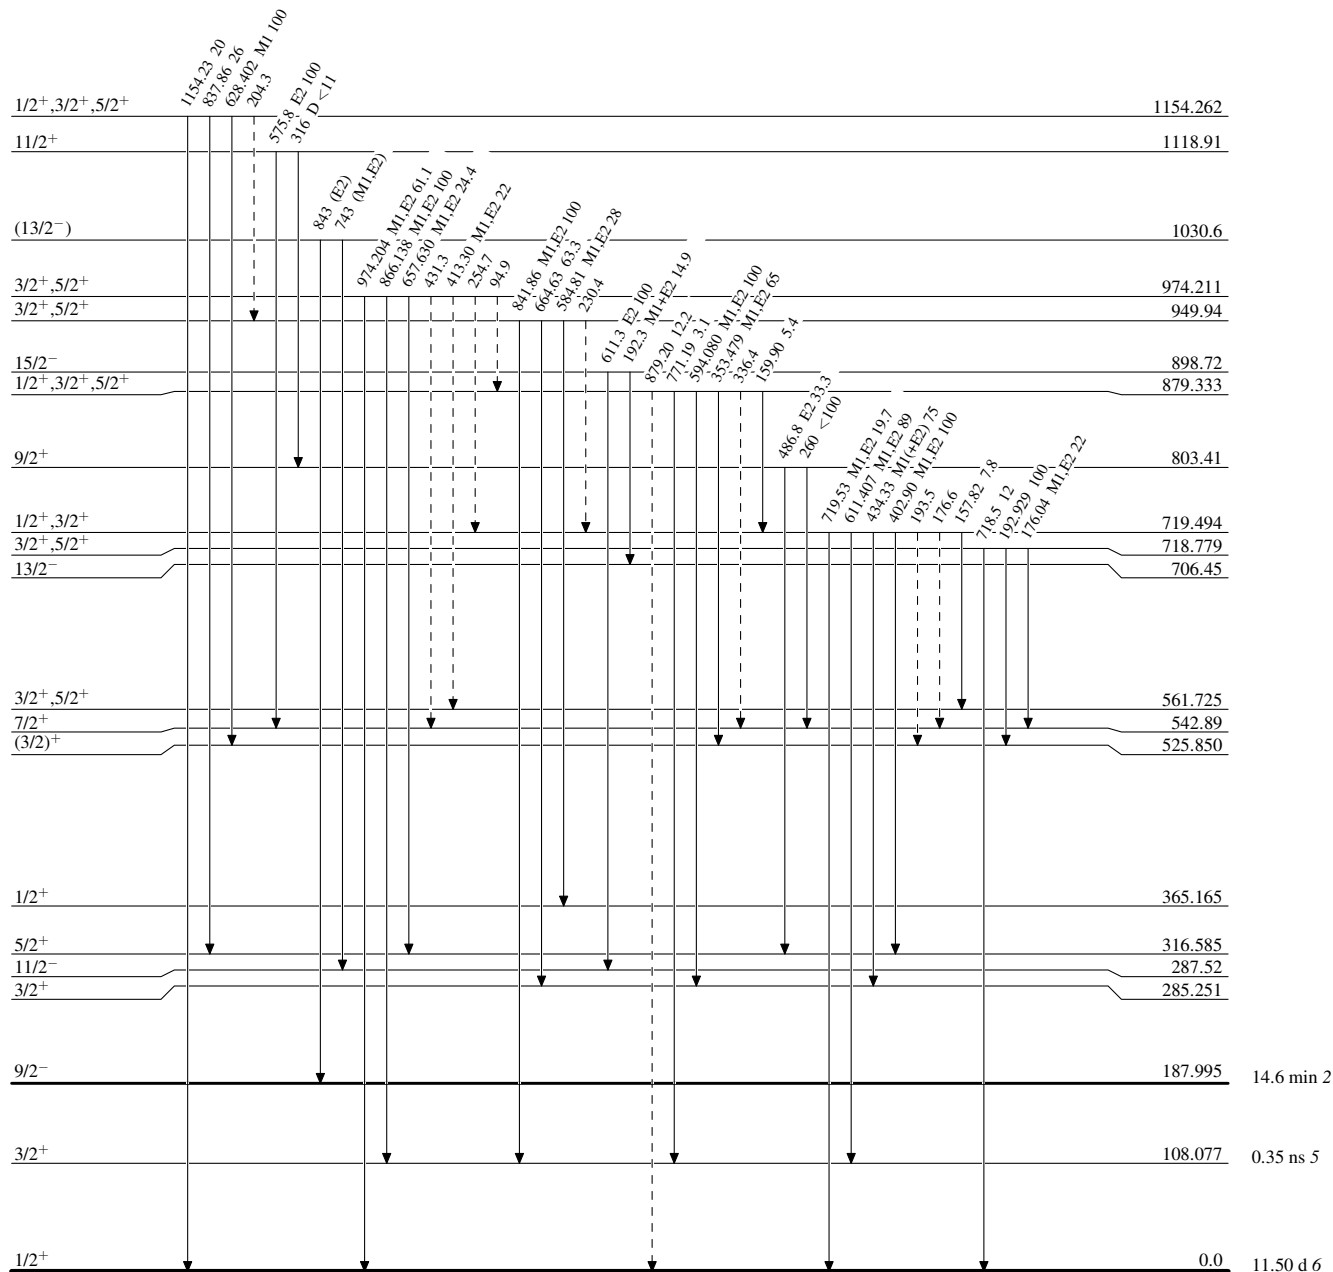 1154.23 20
837.86 26
628.402 M1 100
204.3
1/2+,3/2+,5/2+ 1154.262
575.8 E2 100
316 D <11
11/2+ 1118.91
843 (E2)
743 (M1,E2)
(13/2−) 1030.6
974.204 M1,E2 61.1
866.138 M1,E2 100
657.630 M1,E2 24.4
431.3
413.30 M1,E2 22
254.7
94.9
3/2+,5/2+ 974.211
841.86 M1,E2 100
664.63 63.3
584.81 M1,E2 28
230.4
3/2+,5/2+ 949.94
611.3 E2 100
192.3 M1+E2 14.9
15/2− 898.72
879.20 12.2
771.19 3.1
594.080 M1,E2 100
353.479 M1,E2 65
336.4
159.90 5.4
1/2+,3/2+,5/2+ 879.333
486.8 E2 33.3
260 <100
9/2+ 803.41
719.53 M1,E2 19.7
611.407 M1,E2 89
434.33 M1(+E2) 75
402.90 M1,E2 100
193.5
176.6
157.82 7.8
1/2+,3/2+ 719.494
718.5 12
192.929 100
176.04 M1,E2 22
3/2+,5/2+ 718.779
13/2− 706.45
3/2+,5/2+ 561.725
7/2+ 542.89
(3/2)+ 525.850
1/2+ 365.165
5/2+ 316.585
11/2− 287.52
3/2+ 285.251
9/2− 187.995 14.6 min 2
3/2+ 108.077 0.35 ns 5
1/2+ 0.0 11.50 d 6